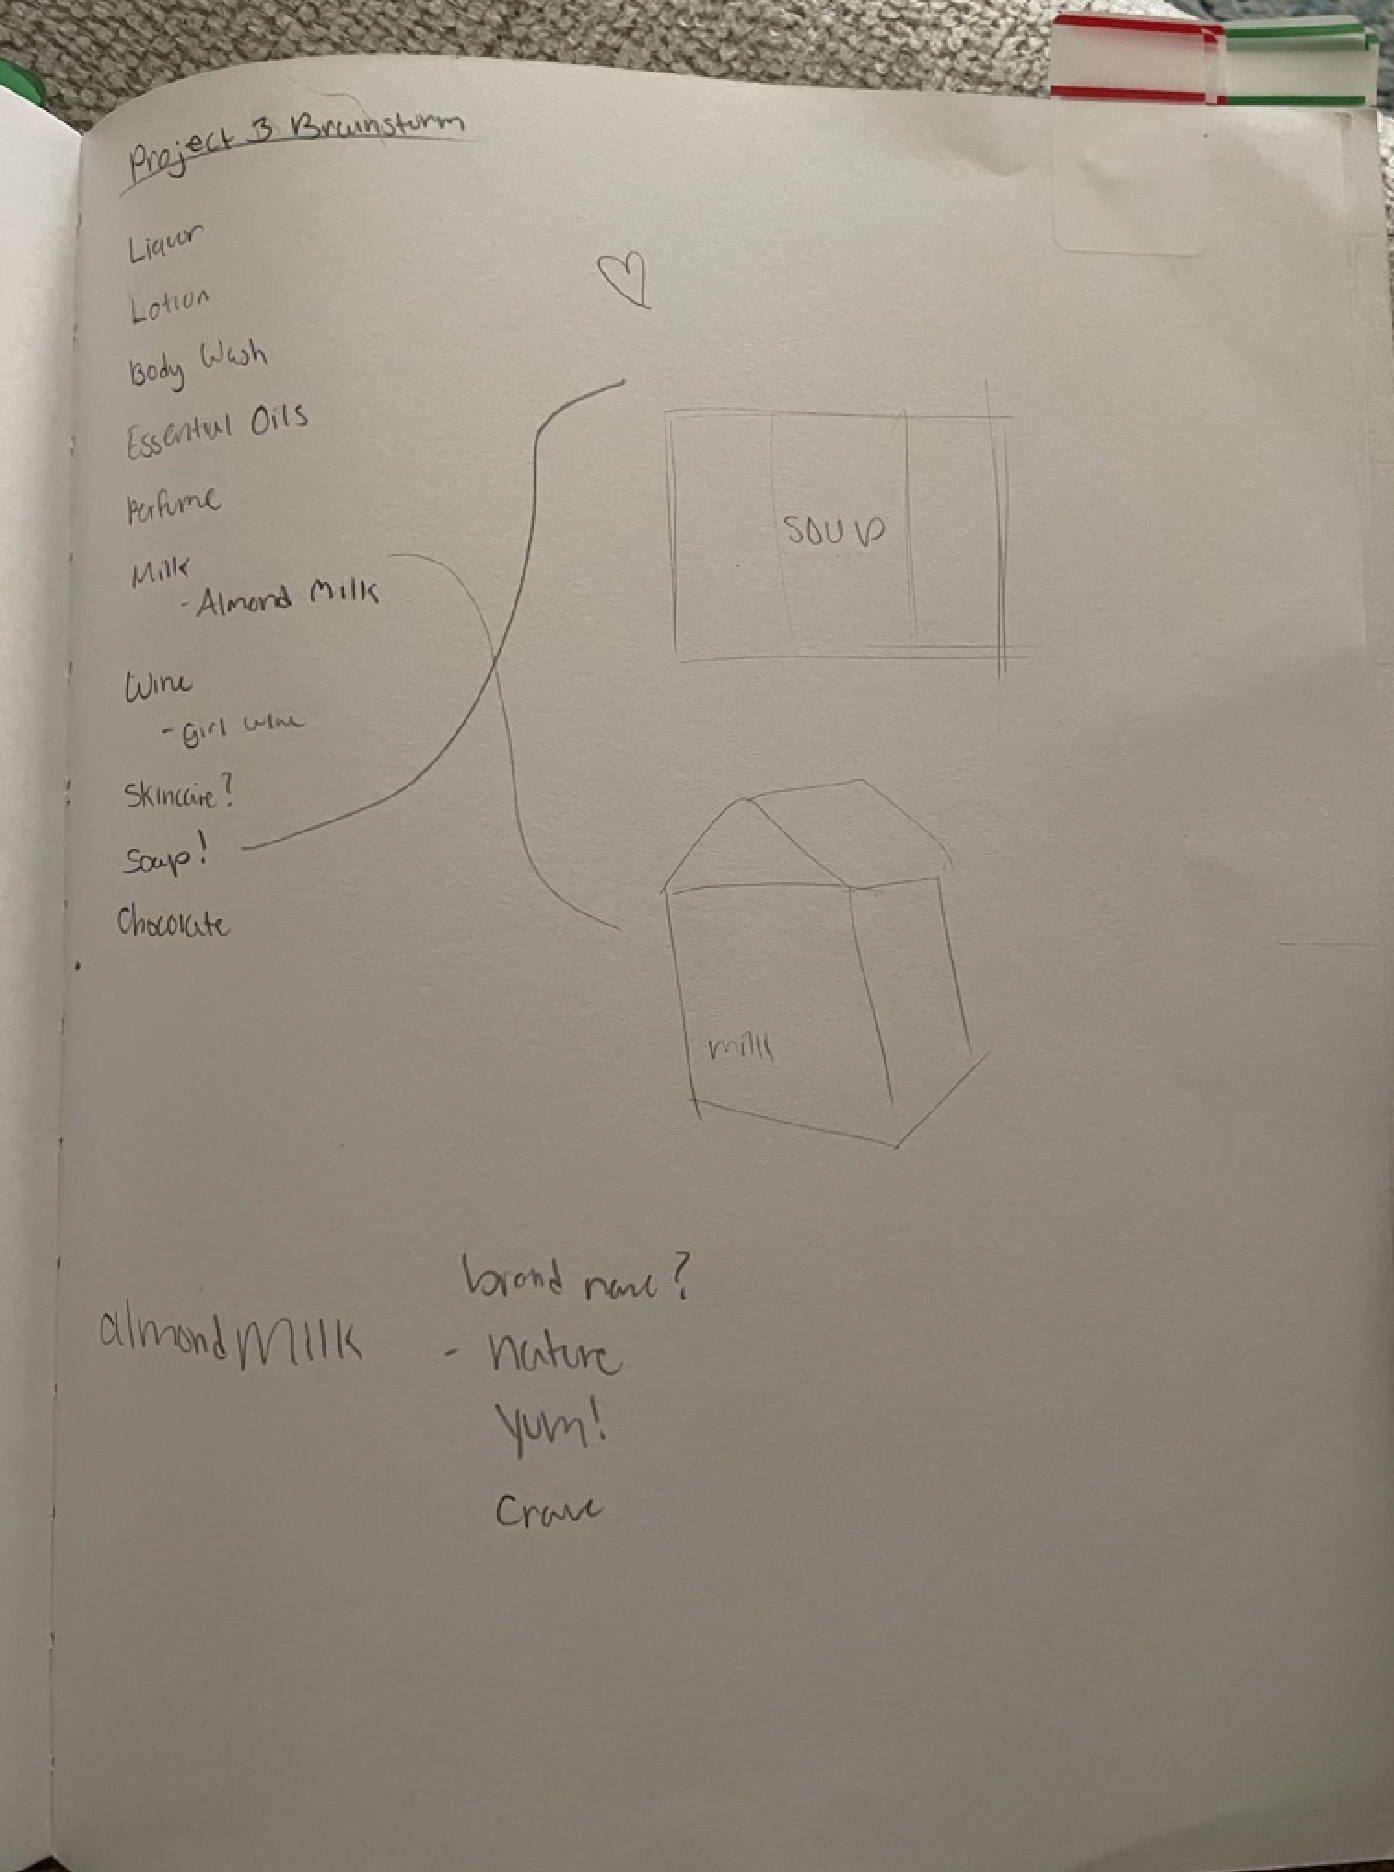 Project 3 Brainstorm
Liquor
Lotion
Body Wash
Essential Oils
Perfume
Milk
- Almond Milk
Wine
- Girl Wine
Skincare?
Soup!
Chocolate
SOUP
milk
brand name?
almond Milk
- nature
yum!
Crave